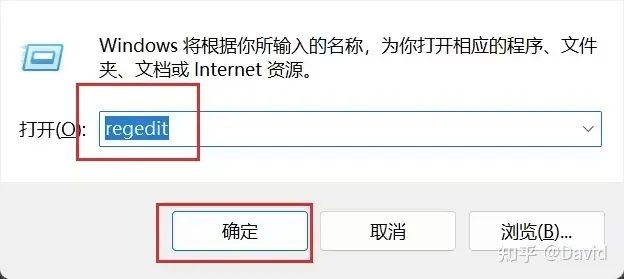 Windows 将根据你所输入的名称，为你打开相应的程序、文件
夹、文档或 Internet 资源。
打开(O): regedit
确定 取消 浏览(B)...
知乎 @David